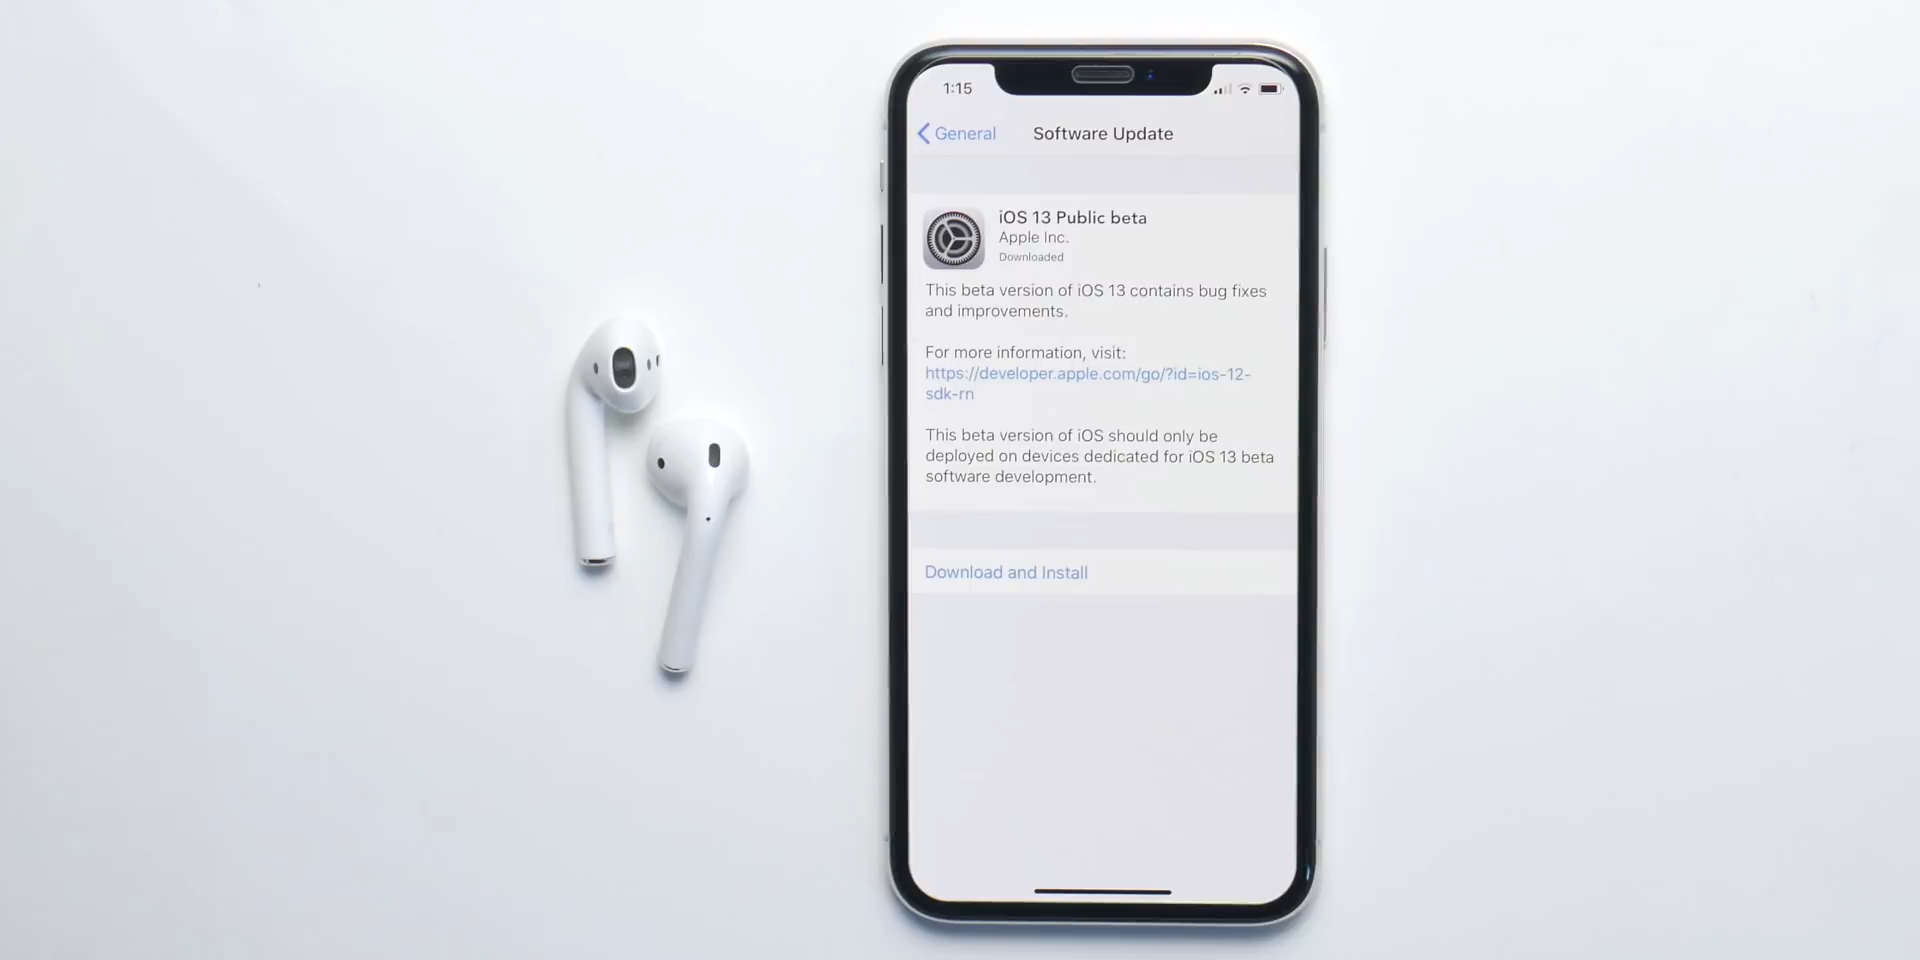 1:15
General
Software Update
iOS 13 Public beta
Apple Inc.
Downloaded
This beta version of iOS 13 contains bug fixes
and improvements.
For more information, visit:
https://developer.apple.com/go/?id=ios-12-
sdk-rn
This beta version of iOS should only be
deployed on devices dedicated for iOS 13 beta
software development.
Download and Install